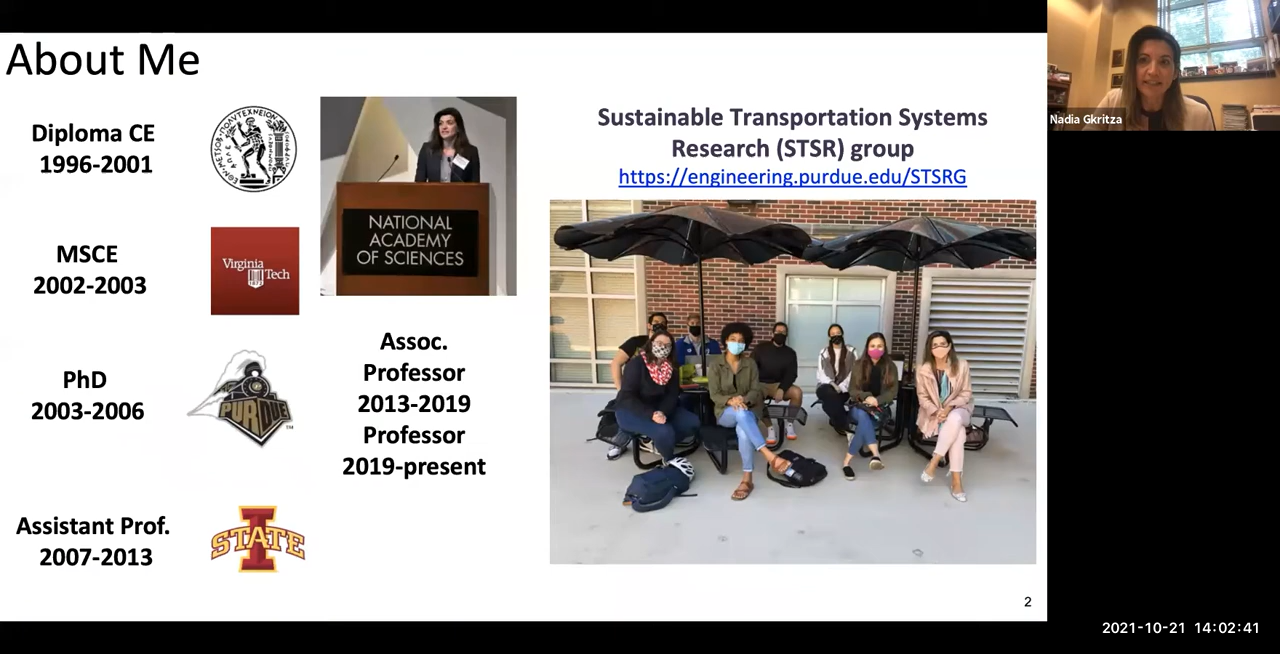 About Me
Diploma CE
1996-2001
MSCE
2002-2003
Virginia
Tech
PhD
2003-2006
PURDUE
TM
Assistant Prof.
2007-2013
STATE
NATIONAL
ACADEMY
OF SCIENCES
Assoc.
Professor
2013-2019
Professor
2019-present
Sustainable Transportation Systems
Research (STSR) group
https://engineering.purdue.edu/STSRG
2
Nadia Gkritza
2021-10-21 14:02:41